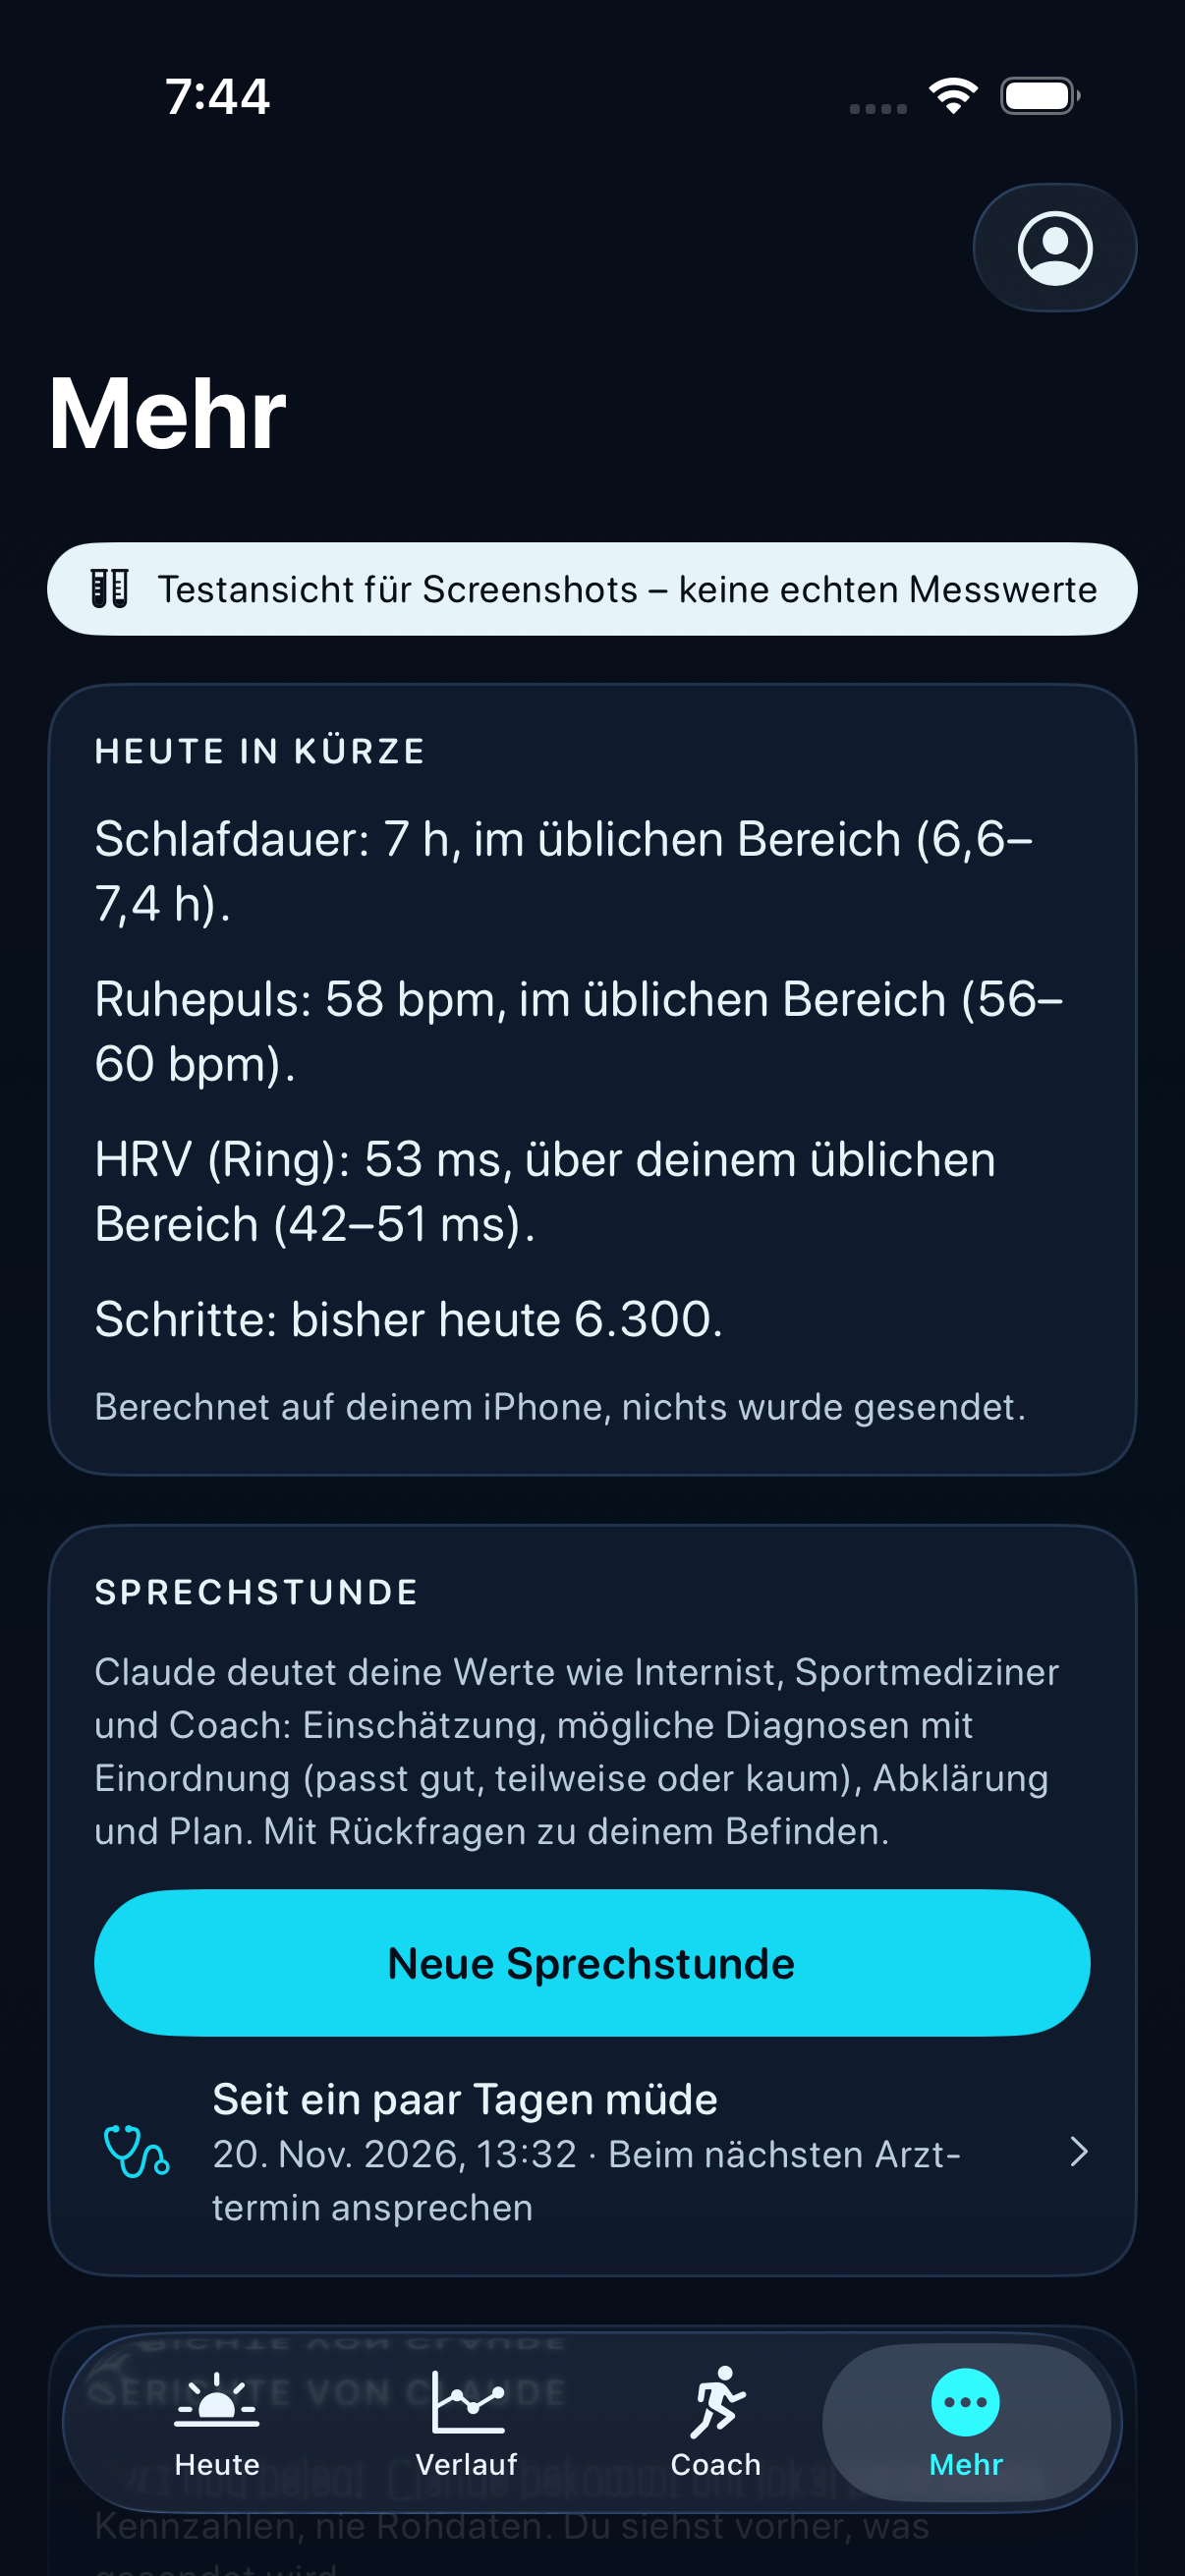 7:44
Mehr
Testansicht für Screenshots – keine echten Messwerte
HEUTE IN KÜRZE
Schlafdauer: 7 h, im üblichen Bereich (6,6–
7,4 h).
Ruhepuls: 58 bpm, im üblichen Bereich (56–
60 bpm).
HRV (Ring): 53 ms, über deinem üblichen
Bereich (42–51 ms).
Schritte: bisher heute 6.300.
Berechnet auf deinem iPhone, nichts wurde gesendet.
SPRECHSTUNDE
Claude deutet deine Werte wie Internist, Sportmediziner
und Coach: Einschätzung, mögliche Diagnosen mit
Einordnung (passt gut, teilweise oder kaum), Abklärung
und Plan. Mit Rückfragen zu deinem Befinden.
Neue Sprechstunde
Seit ein paar Tagen müde
20. Nov. 2026, 13:32 · Beim nächsten Arzt-
termin ansprechen
VON CLAUDE
Heute
Verlauf
Coach
Mehr
Kennzahlen, nie Rohdaten. Du siehst vorher, was